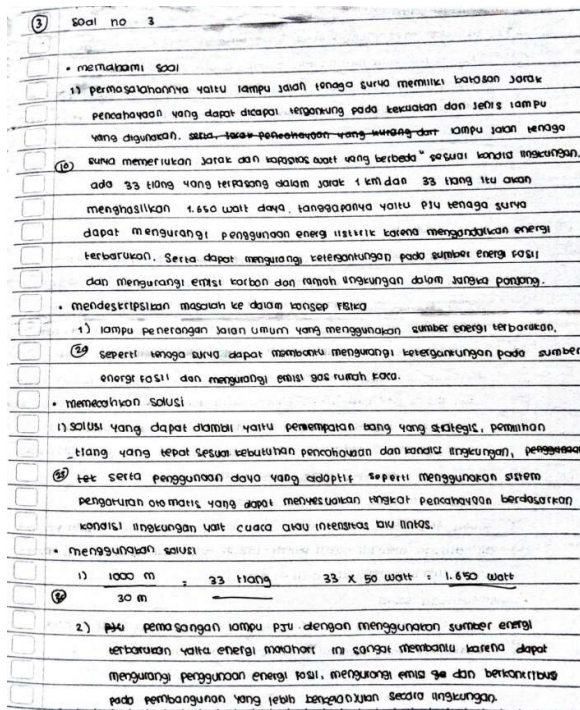 ③ soal no 3
• memahami soal
1) permasalahannya yaitu lampu jalan tenaga surya memiliki batasan jarak
pencahayaan yang dapat dicapai tergantung pada kekuatan dan jenis lampu
yang digunakan. serta, jarak pencahayaan yang kurang dari lampu jalan tenaga
⑩ surya memerlukan jarak dan kapasitas watt yang berbeda" sesuai kondisi lingkungan.
ada 33 tiang yang terpasang dalam jarak 1 km dan 33 tiang itu akan
menghasilkan 1.650 watt daya. tanggapanya yaitu PJU tenaga surya
dapat mengurangi penggunaan energi listrik karena mengandalkan energi
terbarukan. Serta dapat mengurangi ketergantungan pada sumber energi fosil
dan mengurangi emisi karbon dan ramah lingkungan dalam jangka panjang.
• mendeskripsikan masalah ke dalam konsep FISIKA
1) lampu penerangan jalan umum yang menggunakan sumber energi terbarukan,
⑳ seperti tenaga surya dapat membantu mengurangi ketergantungan pada sumber
energi fosil dan mengurangi emisi gas rumah kaca.
• memecahkan solusi
1) solusi yang dapat diambil yaitu penempatan tiang yang strategis, pemilihan
tiang yang tepat sesuai kebutuhan pencahayaan dan kondisi lingkungan, penggunaan
serta penggunaan daya yang adaptif seperti menggunakan sistem
pengaturan otomatis yang dapat menyesuaikan tingkat pencahayaan berdasarkan
kondisi lingkungan cuaca atau intensitas lalu lintas.
• menggunakan solusi
1) 1000 m = 33 tiang 33 x 50 watt = 1.650 watt
30 m
2) PJU pemasangan lampu PJU dengan menggunakan sumber energi
terbarukan yaitu energi matahari ini sangat membantu karena dapat
mengurangi penggunaan energi fosil, mengurangi emisi ga dan berkontribus
pada pembangunan yang lebih berkelanjutan secara lingkungan.